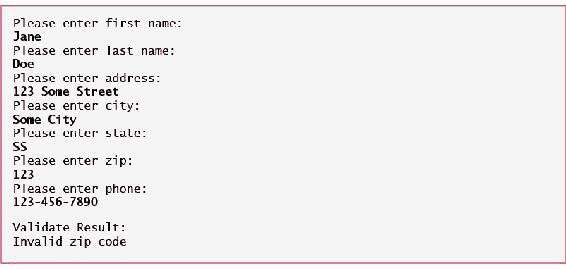 Please enter first name:
Jane
Please enter last name:
Doe
Please enter address:
123 Some Street
Please enter city:
Some City
Please enter state:
SS
Please enter zip:
123
Please enter phone:
123-456-7890
Validate Result:
Invalid zip code